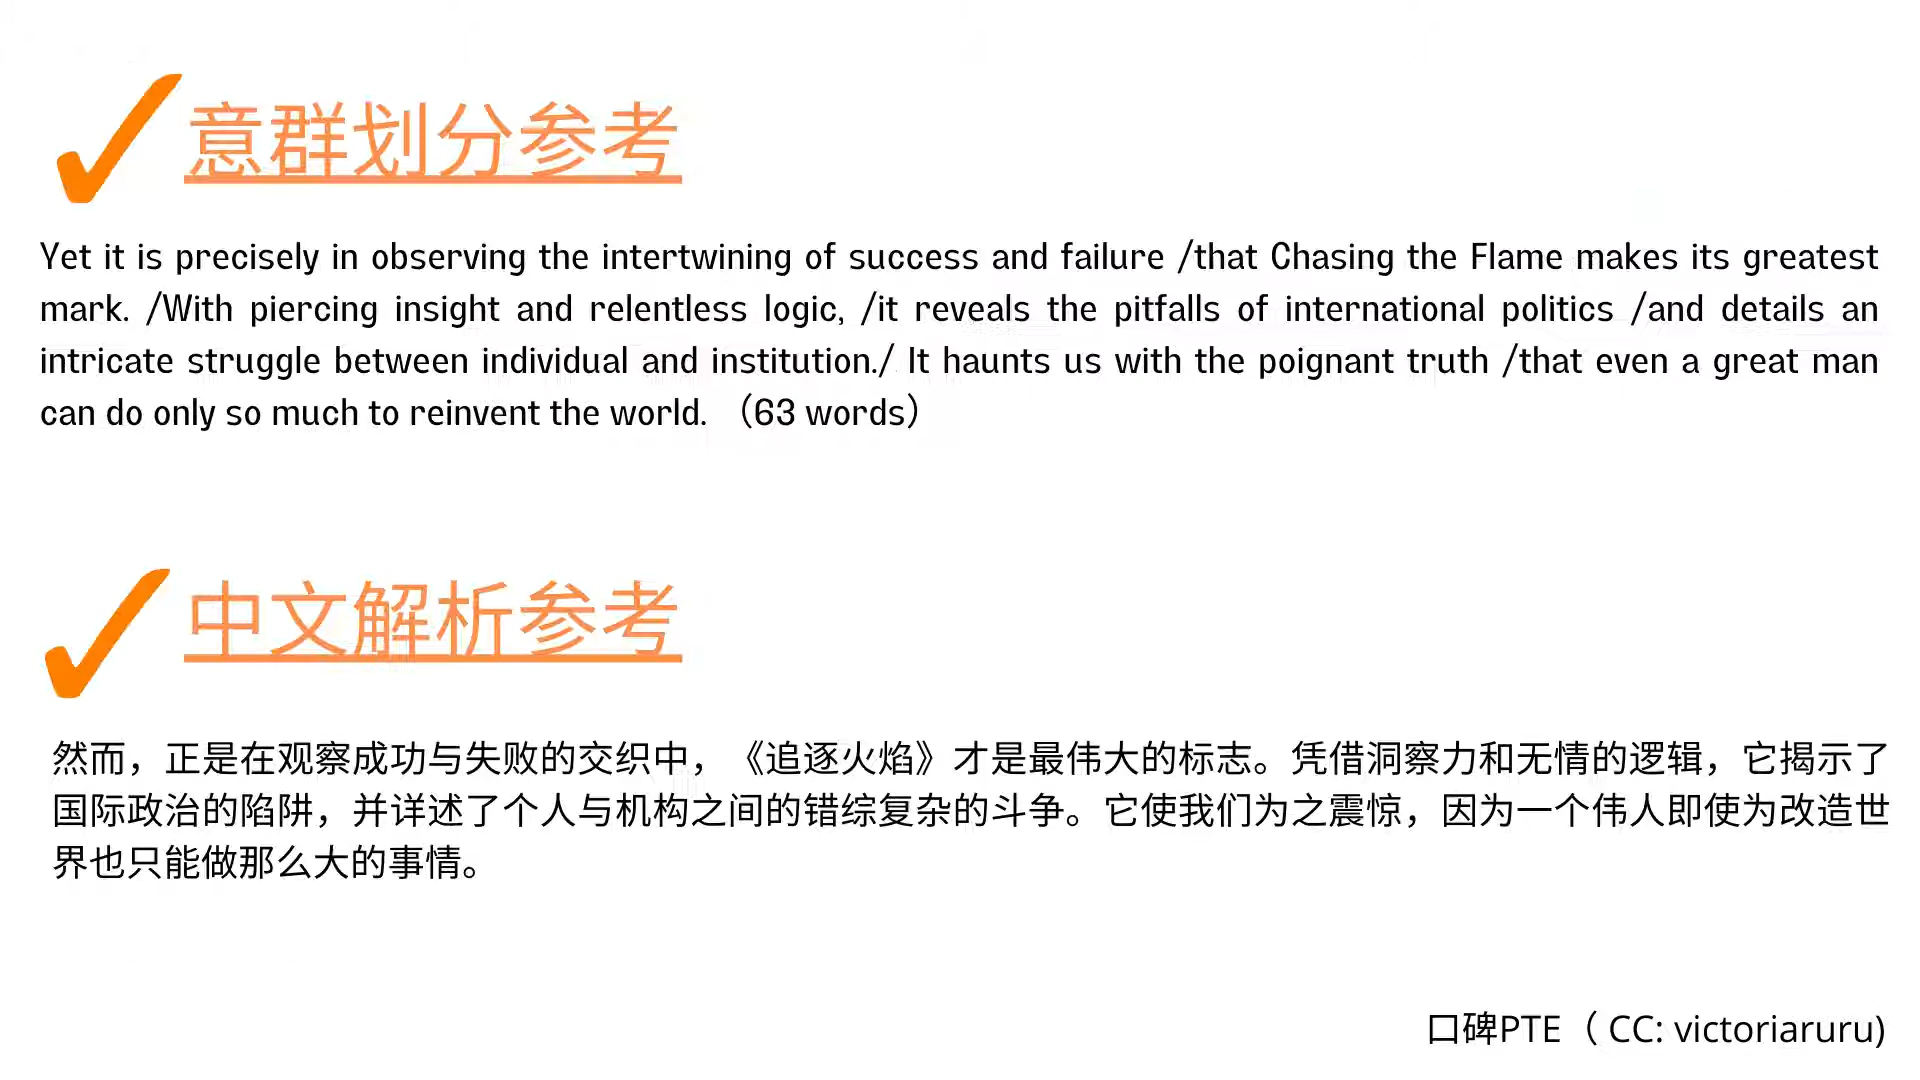 意群划分参考
Yet it is precisely in observing the intertwining of success and failure /that Chasing the Flame makes its greatest
mark. /With piercing insight and relentless logic, /it reveals the pitfalls of international politics /and details an
intricate struggle between individual and institution./ It haunts us with the poignant truth /that even a great man
can do only so much to reinvent the world. （63 words）
中文解析参考
然而，正是在观察成功与失败的交织中，《追逐火焰》才是最伟大的标志。凭借洞察力和无情的逻辑，它揭示了
国际政治的陷阱，并详述了个人与机构之间的错综复杂的斗争。它使我们为之震惊，因为一个伟人即使为改造世
界也只能做那么大的事情。
口碑PTE（ CC: victoriaruru)